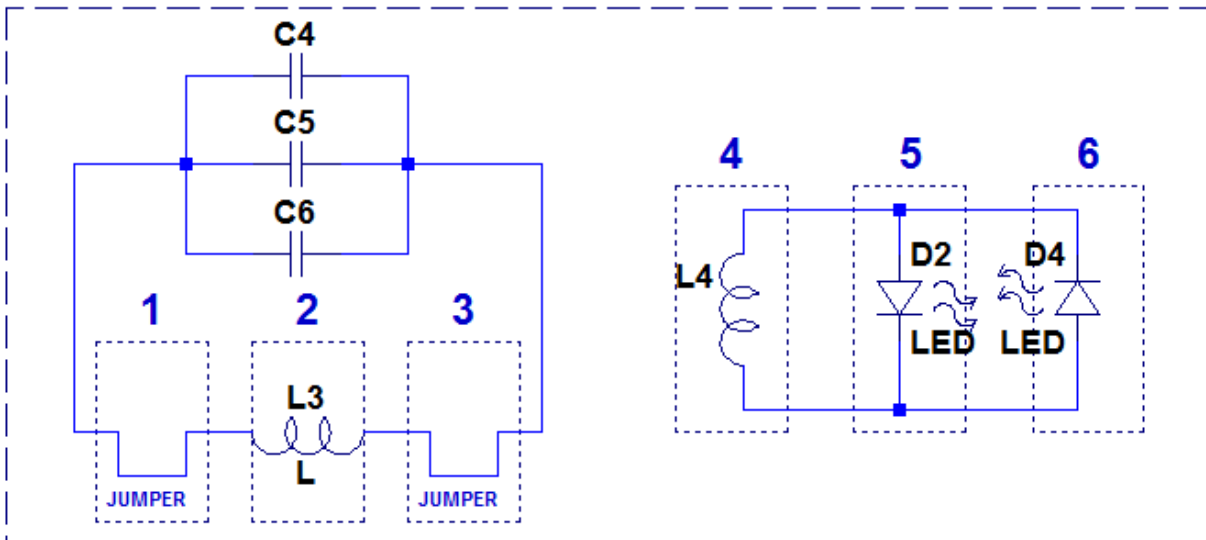 C4
C5
C6
1 2 3
L3
L
JUMPER JUMPER
4 5 6
L4 D2 D4
LED LED